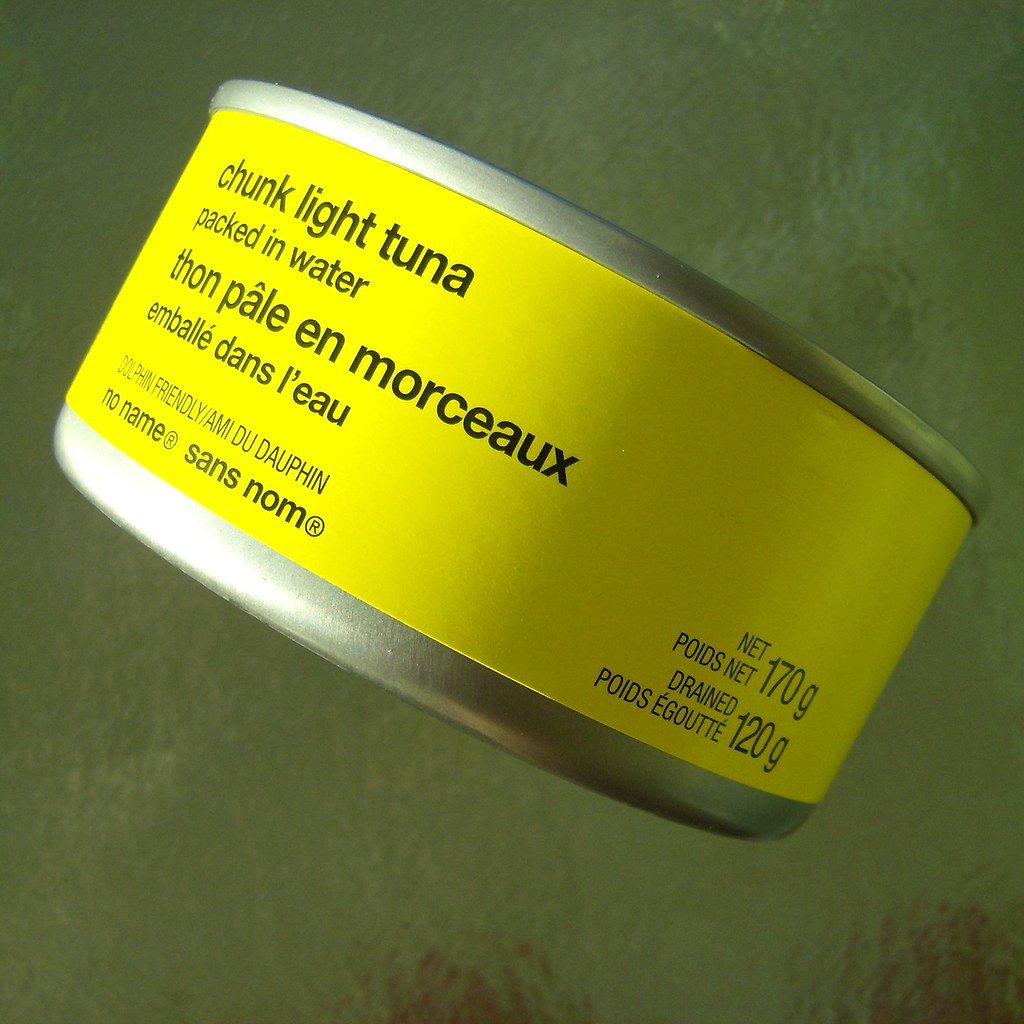 chunk light tuna
packed in water
thon pâle en morceaux
emballé dans l'eau
DOLPHIN FRIENDLY/AMI DU DAUPHIN
no name® sans nom®
NET
POIDS NET 170 g
DRAINED
POIDS ÉGOUTTÉ 120 g